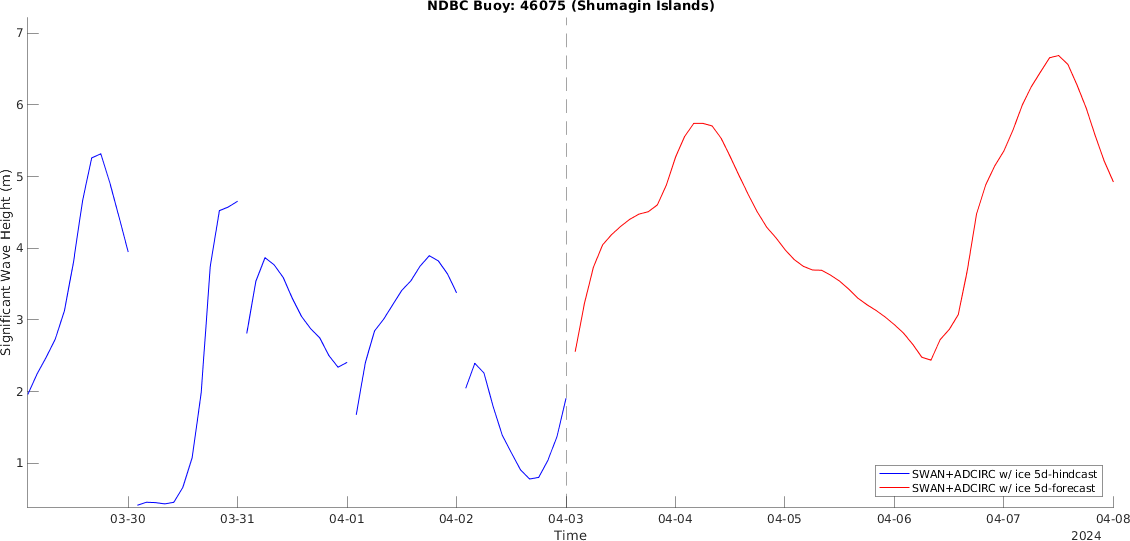 NDBC Buoy: 46075 (Shumagin Islands)
7
6
5
4
3
2
1
Significant Wave Height (m)
SWAN+ADCIRC w/ ice 5d-hindcast
SWAN+ADCIRC w/ ice 5d-forecast
03-30 03-31 04-01 04-02 04-03 04-04 04-05 04-06 04-07 04-08
Time
2024